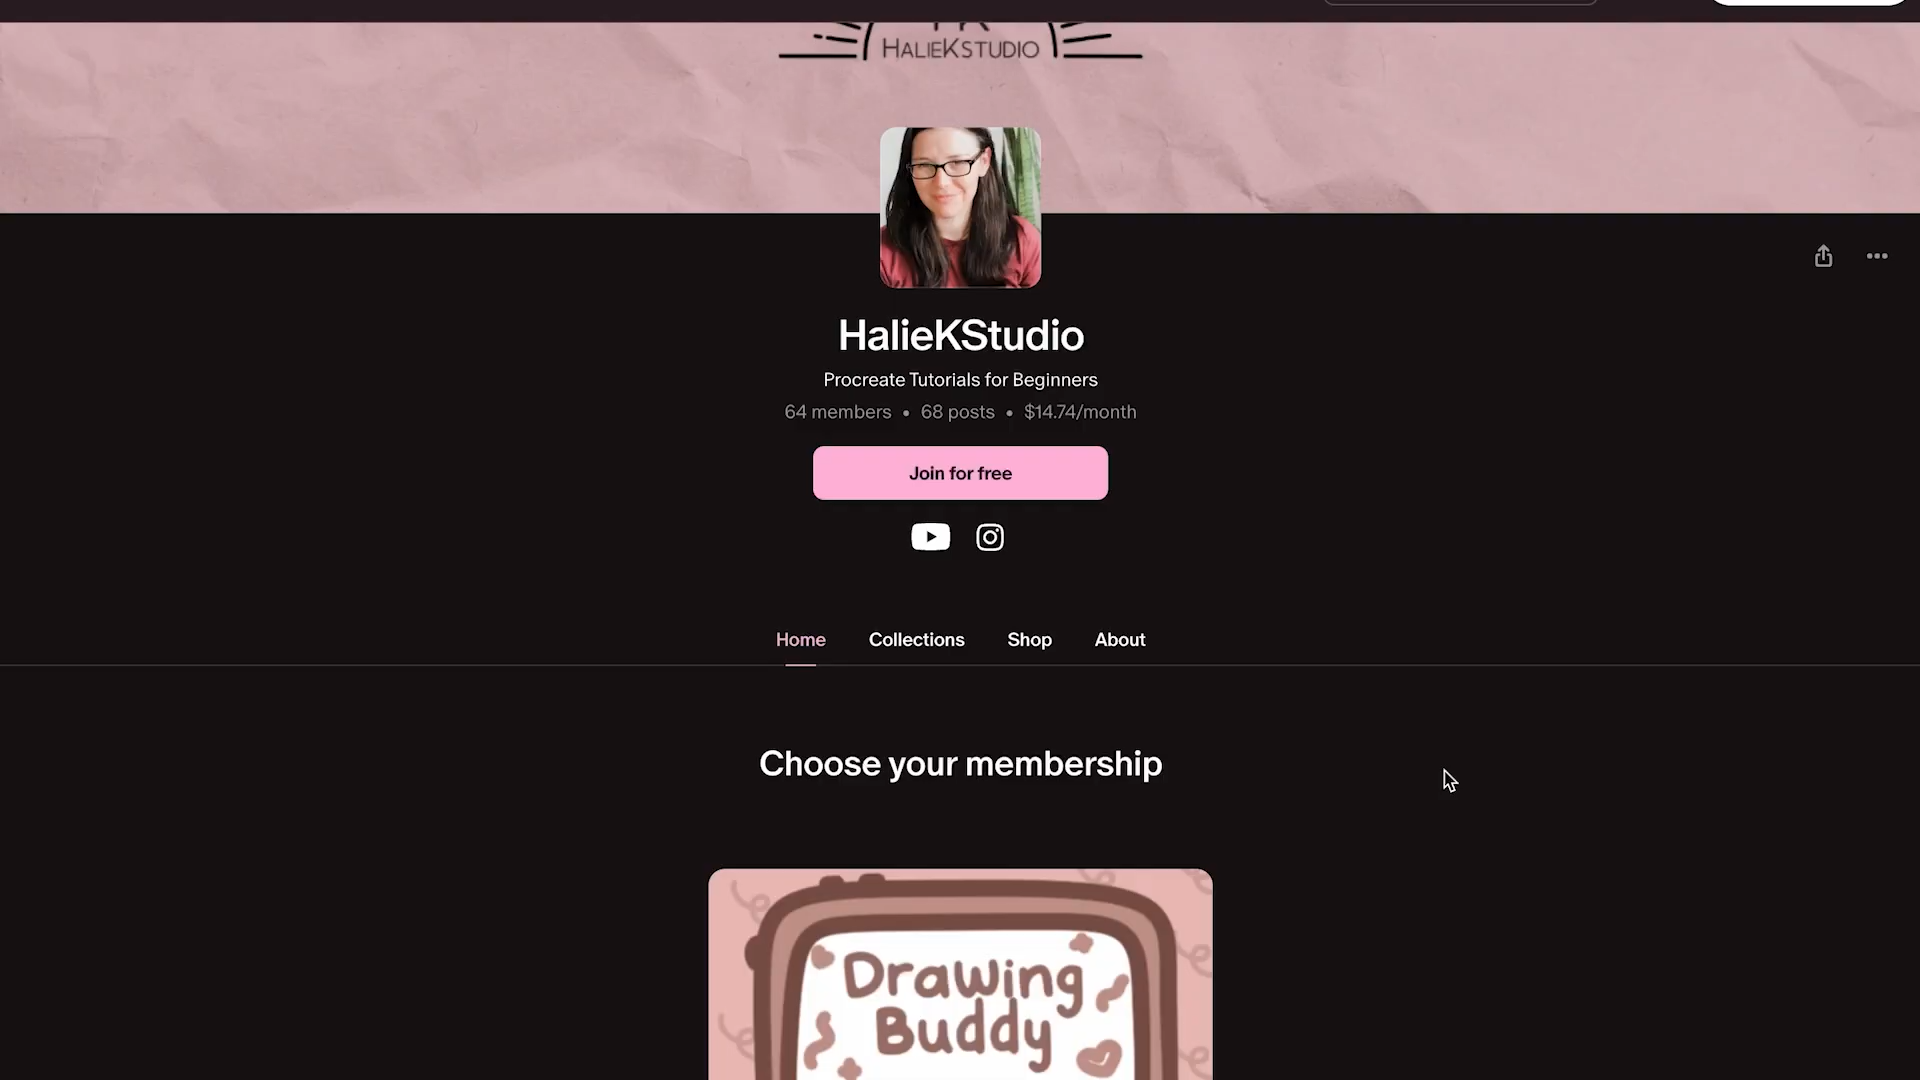 HALIEKSTUDIO
HalieKStudio
Procreate Tutorials for Beginners
64 members • 68 posts • $14.74/month
Join for free
Home Collections Shop About
Choose your membership
Drawing
Buddy